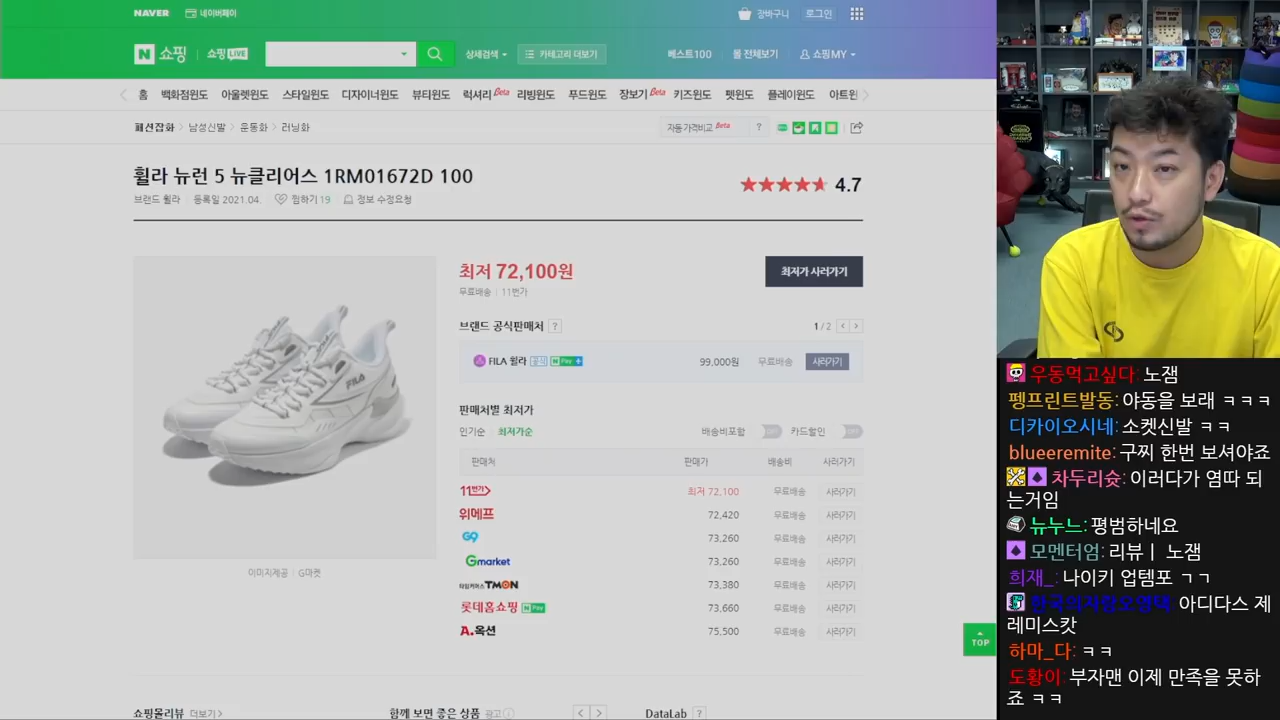 NAVER 네이버페이 장바구니 로그인
N 쇼핑 쇼핑LIVE 상세검색 카테고리 더보기 베스트100 몰 전체보기 쇼핑MY
홈 백화점윈도 아울렛윈도 스타일윈도 디자이너윈도 뷰티윈도 럭셔리 Beta 리빙윈도 푸드윈도 장보기 Beta 키즈윈도 펫윈도 플레이윈도 아트윈
패션잡화 > 남성신발 > 운동화 > 러닝화 자동가격비교 Beta ?
휠라 뉴런 5 뉴클리어스 1RM01672D 100
4.7
브랜드 휠라 등록일 2021.04. 찜하기 19 정보 수정요청
FILA
최저 72,100원 최저가 사러가기
무료배송 11번가
브랜드 공식판매처 ? 1 / 2 < >
FILA 휠라 공식 N Pay + 99,000원 무료배송 사러가기
판매처별 최저가
인기순 최저가순 배송비포함 OFF 카드할인 OFF
판매처 판매가 배송비 사러가기
11번가 최저 72,100 무료배송 사러가기
위메프 72,420 무료배송 사러가기
G9 73,260 무료배송 사러가기
Gmarket 73,260 무료배송 사러가기
타임커머스 TMON 73,380 무료배송 사러가기
롯데홈쇼핑 N Pay 73,660 무료배송 사러가기
A.옥션 75,500 무료배송 사러가기
이미지제공 G마켓
TOP
쇼핑몰리뷰 더보기 > 함께 보면 좋은 상품 광고 < > DataLab ?
우동먹고싶다: 노잼
펭프린트발동: 야동을 보래 ㅋㅋㅋ
디카이오시네: 소켓신발 ㅋㅋ
blueeremite: 구찌 한번 보셔야죠
차두리슛: 이러다가 염따 되
는거임
뉴누느: 평범하네요
모멘터엄: 리뷰ㅣ 노잼
희재_: 나이키 업템포 ㄱㄱ
한국의자랑오영택: 아디다스 제
레미스캇
하마_다: ㅋㅋ
도황이: 부자맨 이제 만족을 못하
죠 ㅋㅋ